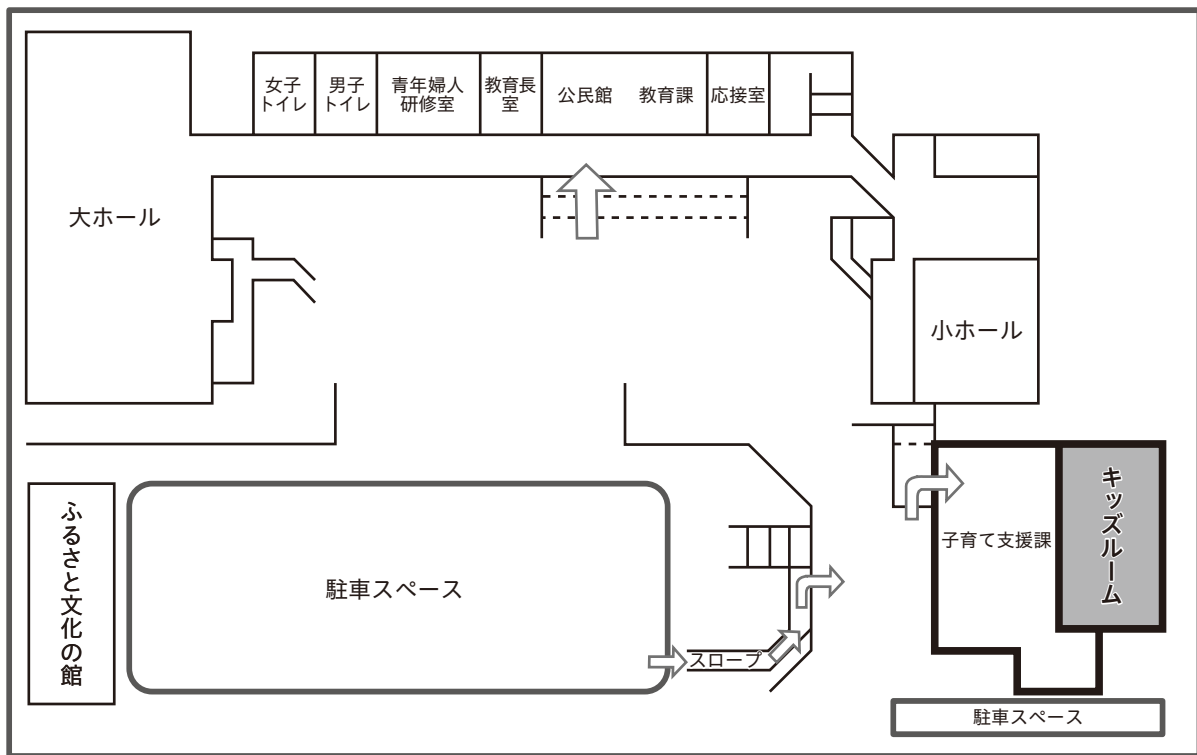 女子
トイレ
男子
トイレ
青年婦人
研修室
教育長
室
公民館　教育課
応接室
大ホール
小ホール
キッズルーム
子育て支援課
ふるさと文化の館
駐車スペース
スロープ
駐車スペース